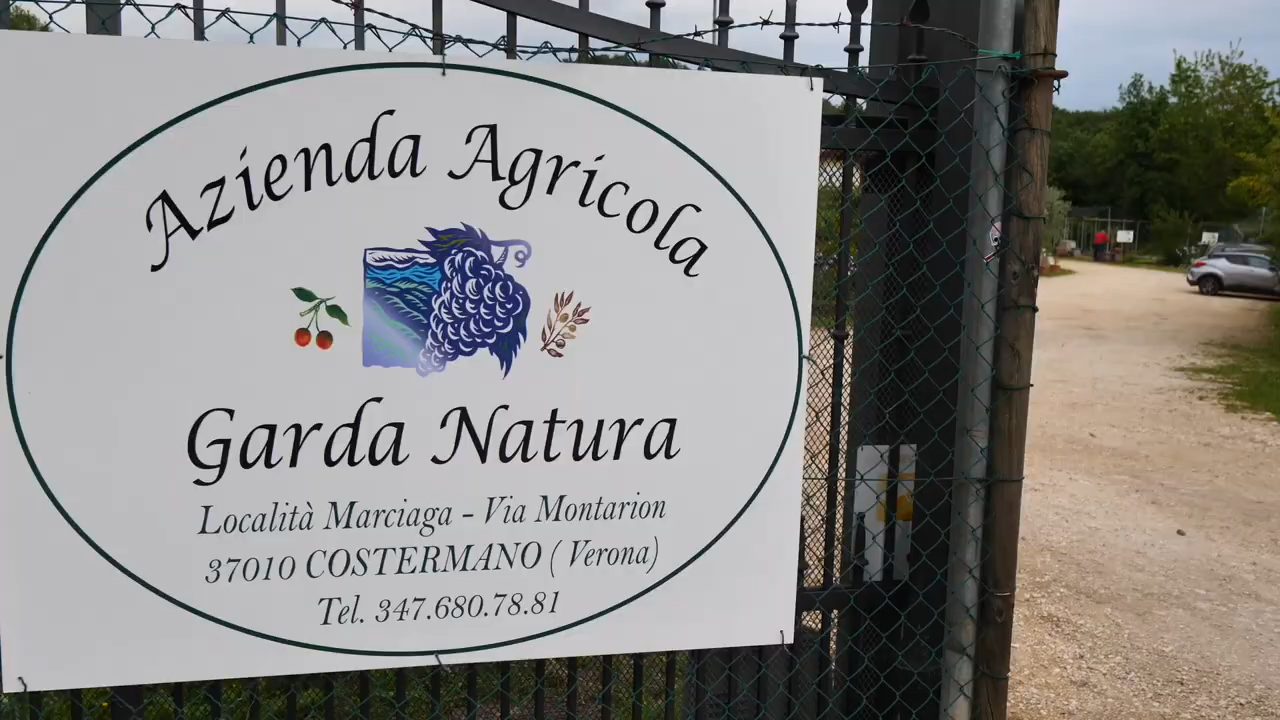 Azienda Agricola
Garda Natura
Località Marciaga - Via Montarion
37010 COSTERMANO ( Verona)
Tel. 347.680.78.81